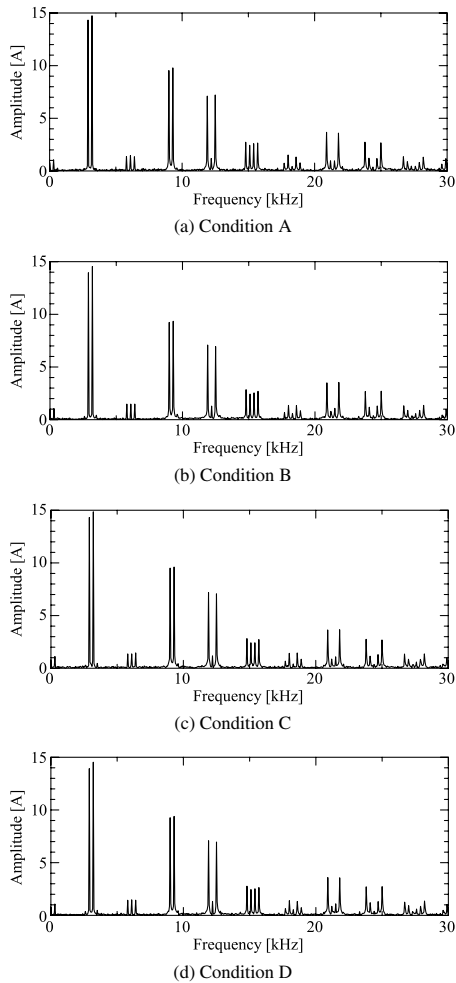 15
10
5
0
Amplitude [A]
0 10 20 30
Frequency [kHz]
(a) Condition A
15
10
5
0
Amplitude [A]
0 10 20 30
Frequency [kHz]
(b) Condition B
15
10
5
0
Amplitude [A]
0 10 20 30
Frequency [kHz]
(c) Condition C
15
10
5
0
Amplitude [A]
0 10 20 30
Frequency [kHz]
(d) Condition D